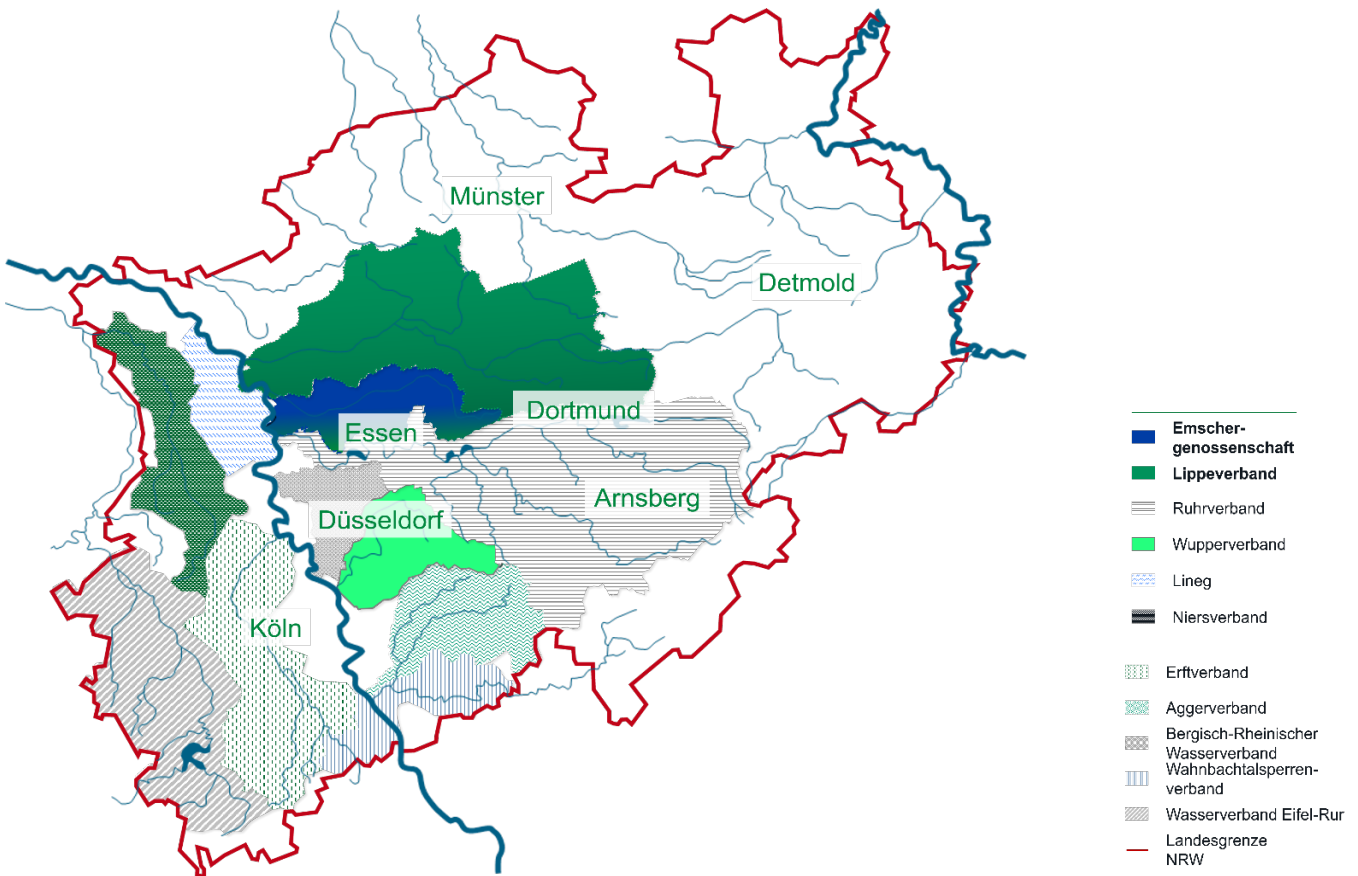 Münster
Detmold
Dortmund
Essen
Arnsberg
Düsseldorf
Köln
Emscher-
genossenschaft
Lippeverband
Ruhrverband
Wupperverband
Lineg
Niersverband
Erftverband
Aggerverband
Bergisch-Rheinischer
Wasserverband
Wahnbachtalsperren-
verband
Wasserverband Eifel-Rur
Landesgrenze
NRW